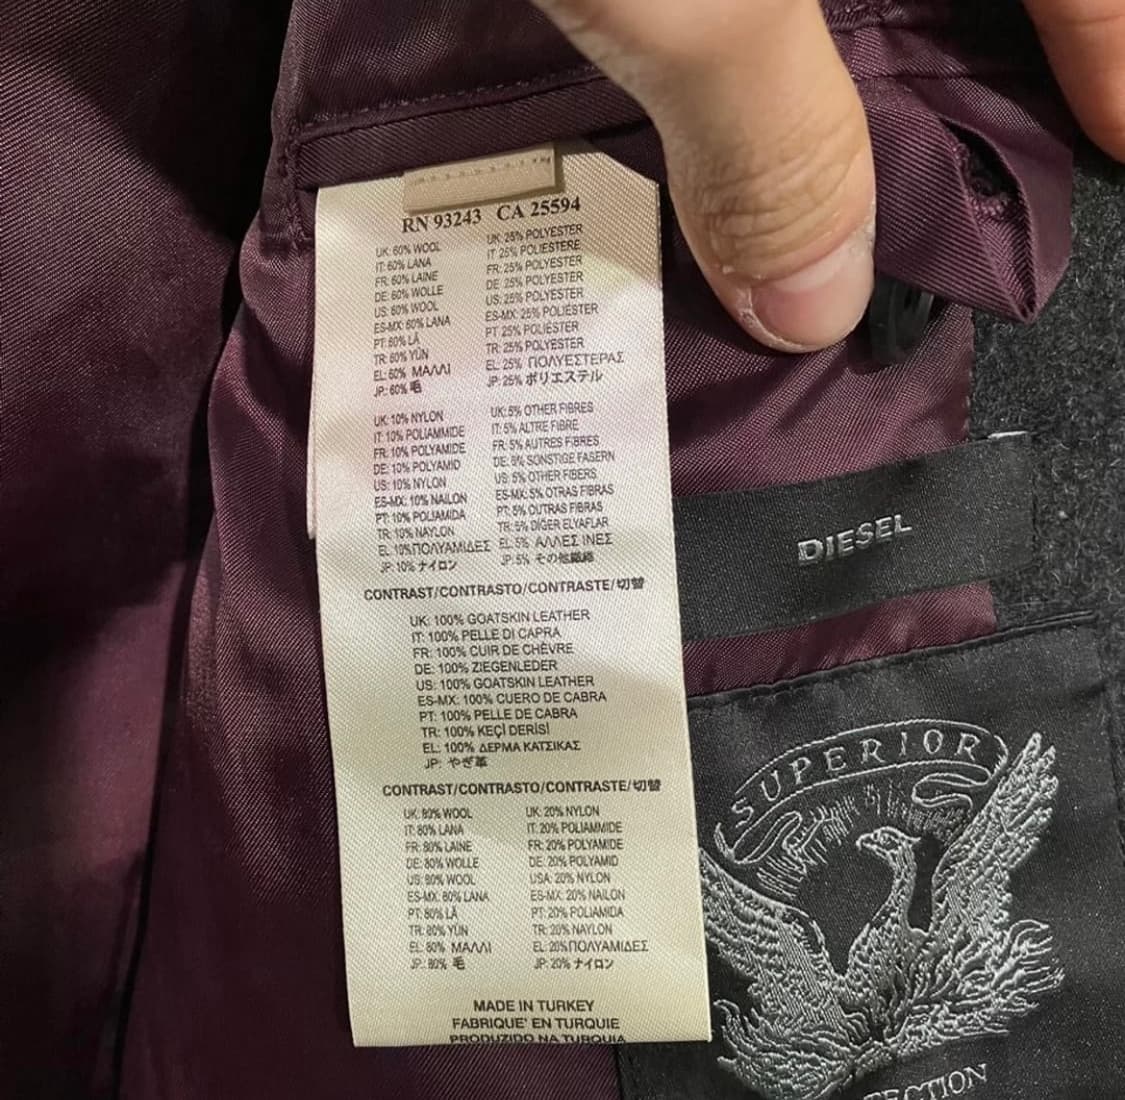 RN 93243 CA 25594
UK: 60% WOOL
IT: 60% LANA
FR: 60% LAINE
DE: 60% WOLLE
US: 60% WOOL
ES-MX: 60% LANA
PT: 60% LÃ
TR: 60% YÜN
EL: 60% ΜΑΛΛΙ
JP: 60% 毛
UK: 25% POLYESTER
IT 25% POLIESTERE
FR: 25% POLYESTER
DE 25% POLYESTER
US: 25% POLYESTER
ES-MX: 25% POLIESTER
PT 25% POLIESTER
TR: 25% POLYESTER
EL: 25% ΠΟΛΥΕΣΤΕΡΑΣ
JP: 25% ポリエステル
UK: 10% NYLON
IT: 10% POLIAMMIDE
FR: 10% POLYAMIDE
DE: 10% POLYAMID
US: 10% NYLON
ES-MX: 10% NAILON
PT: 10% POLIAMIDA
TR: 10% NAYLON
EL: 10%ΠΟΛΥΑΜΙΔΕΣ
JP: 10% ナイロン
UK: 5% OTHER FIBRES
IT: 5% ALTRE FIBRE
FR: 5% AUTRES FIBRES
DE: 5% SONSTIGE FASERN
US: 5% OTHER FIBERS
ES-MX: 5% OTRAS FIBRAS
PT: 5% OUTRAS FIBRAS
TR: 5% DİĞER ELYAFLAR
EL: 5% ΑΛΛΕΣ ΙΝΕΣ
JP: 5% その他繊維
CONTRAST/CONTRASTO/CONTRASTE/切替
UK: 100% GOATSKIN LEATHER
IT: 100% PELLE DI CAPRA
FR: 100% CUIR DE CHÈVRE
DE: 100% ZIEGENLEDER
US: 100% GOATSKIN LEATHER
ES-MX: 100% CUERO DE CABRA
PT: 100% PELLE DE CABRA
TR: 100% KEÇİ DERİSİ
EL: 100% ΔΕΡΜΑ ΚΑΤΣΙΚΑΣ
JP: やぎ革
CONTRAST/CONTRASTO/CONTRASTE/切替
UK: 80% WOOL
IT: 80% LANA
FR: 80% LAINE
DE: 80% WOLLE
US: 80% WOOL
ES-MX: 80% LANA
PT: 80% LÃ
TR: 80% YÜN
EL: 80% ΜΑΛΛΙ
JP: 80% 毛
UK: 20% NYLON
IT: 20% POLIAMMIDE
FR: 20% POLYAMIDE
DE: 20% POLYAMID
USA: 20% NYLON
ES-MX: 20% NAILON
PT: 20% POLIAMIDA
TR: 20% NAYLON
EL: 20%ΠΟΛΥΑΜΙΔΕΣ
JP: 20% ナイロン
MADE IN TURKEY
FABRIQUE' EN TURQUIE
PRODUZIDO NA TURQUIA
DIESEL
SUPERIOR